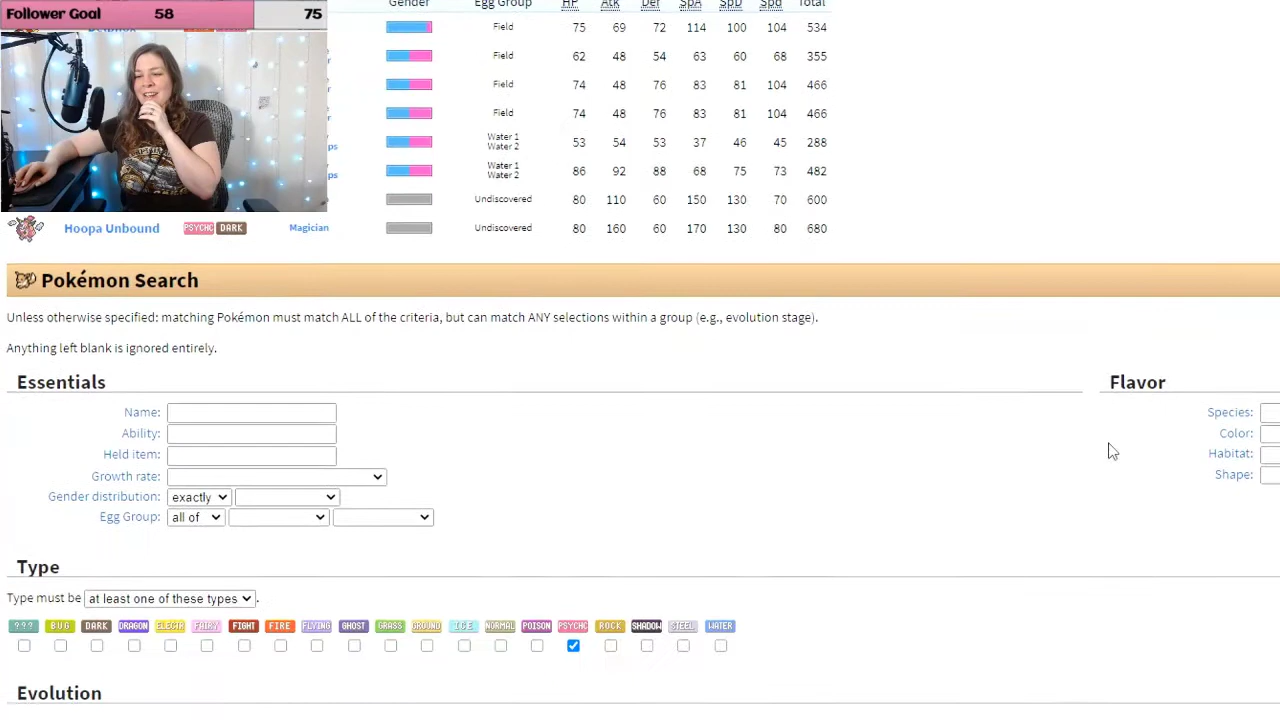 Follower Goal 58 75
Gender Egg Group HP Atk Def SpA SpD Spd Total
Field 75 69 72 114 100 104 534
Field 62 48 54 63 60 68 355
Field 74 48 76 83 81 104 466
Field 74 48 76 83 81 104 466
Water 1
Water 2
53 54 53 37 46 45 288
ps
Water 1
Water 2
86 92 88 68 75 73 482
ps
Undiscovered 80 110 60 150 130 70 600
Hoopa Unbound PSYCHC DARK Magician Undiscovered 80 160 60 170 130 80 680
Pokémon Search
Unless otherwise specified: matching Pokémon must match ALL of the criteria, but can match ANY selections within a group (e.g., evolution stage).
Anything left blank is ignored entirely.
Essentials
Name:
Ability:
Held item:
Growth rate:
Gender distribution: exactly
Egg Group: all of
Flavor
Species:
Color:
Habitat:
Shape:
Type
Type must be at least one of these types .
??? BUG DARK DRAGON ELECTR FAIRY FIGHT FIRE FLYING GHOST GRASS GROUND ICE NORMAL POISON PSYCHC ROCK SHADOW STEEL WATER
Evolution